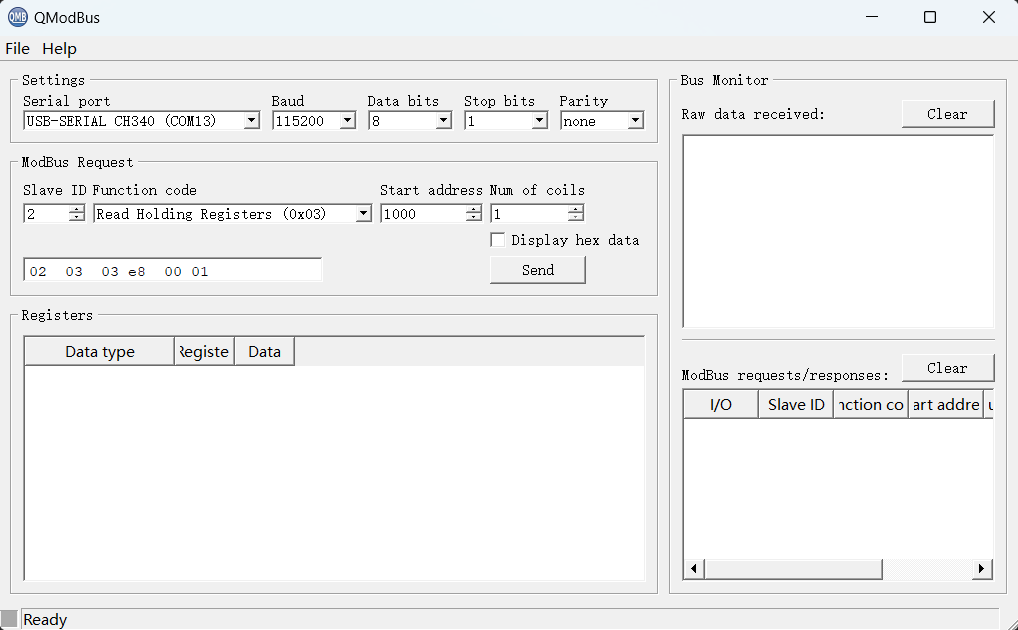 QMB QModBus
File Help
Settings
Serial port Baud Data bits Stop bits Parity
USB-SERIAL CH340 (COM13) 115200 8 1 none
ModBus Request
Slave ID Function code Start address Num of coils
2 Read Holding Registers (0x03) 1000 1
Display hex data
02 03 03 e8 00 01 Send
Registers
Data type Registe Data
Bus Monitor
Raw data received: Clear
ModBus requests/responses: Clear
I/O Slave ID nction co art addre u
Ready